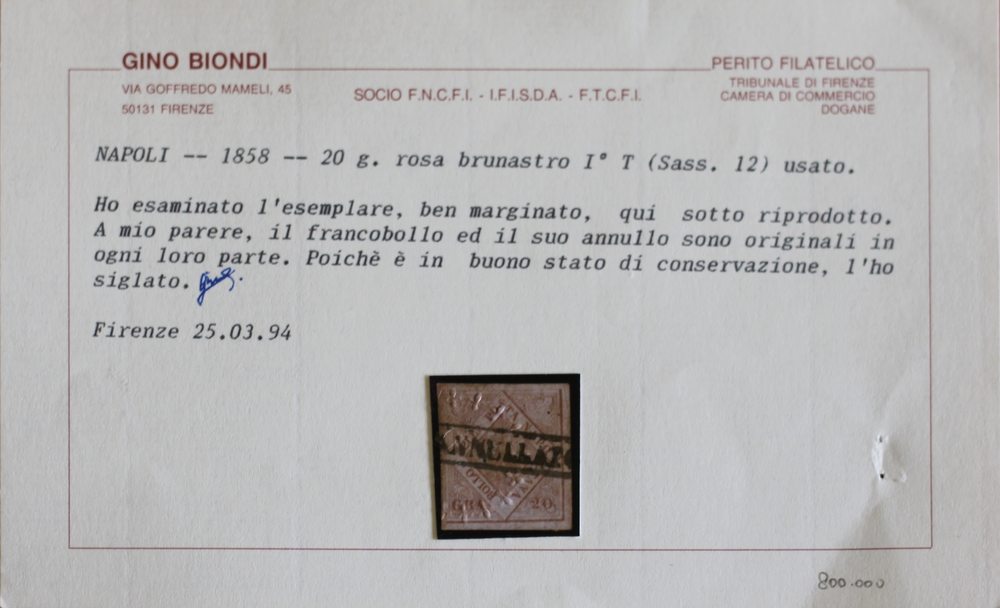 GINO BIONDI
VIA GOFFREDO MAMELI, 45
50131 FIRENZE
SOCIO F.N.C.F.I. - I.F.I.S.D.A. - F.T.C.F.I.
PERITO FILATELICO
TRIBUNALE DI FIRENZE
CAMERA DI COMMERCIO
DOGANE
NAPOLI -- 1858 -- 20 g. rosa brunastro I° T (Sass. 12) usato.
Ho esaminato l'esemplare, ben marginato, qui sotto riprodotto.
A mio parere, il francobollo ed il suo annullo sono originali in
ogni loro parte. Poichè è in buono stato di conservazione, l'ho
siglato.
Firenze 25.03.94
ANNULLATO
BOLLO
GRA 20
800.000